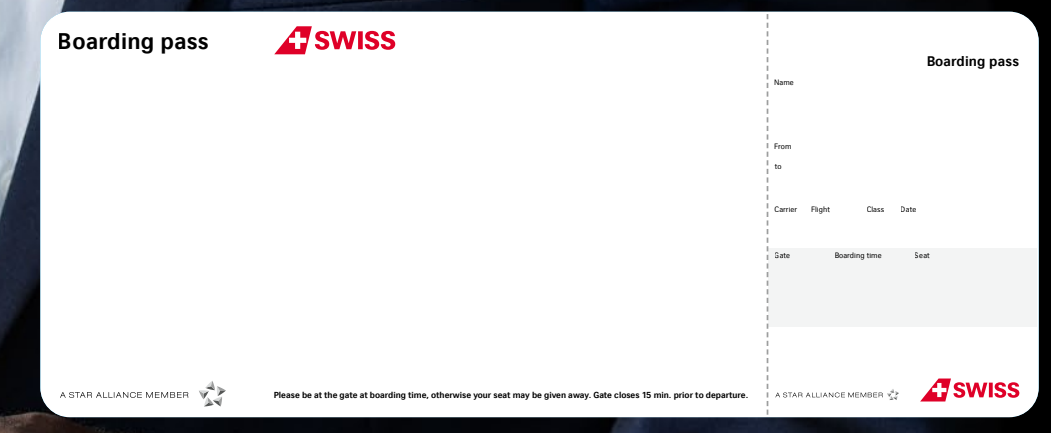 Boarding pass
SWISS
A STAR ALLIANCE MEMBER
Please be at the gate at boarding time, otherwise your seat may be given away. Gate closes 15 min. prior to departure.
Boarding pass
Name
From
to
Carrier Flight Class Date
Gate Boarding time Seat
A STAR ALLIANCE MEMBER
SWISS